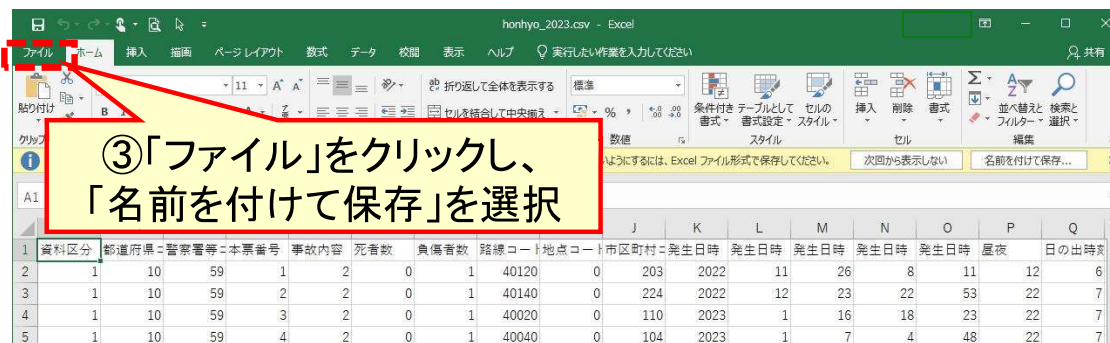 honhyo_2023.csv - Excel
ファイル ホーム 挿入 描画 ページ レイアウト 数式 データ 校閲 表示 ヘルプ 実行したい作業を入力してください 共有
貼り付け B 11 A A 折り返して全体を表示する 標準 条件付き書式 テーブルとして書式設定 セルのスタイル 挿入 削除 書式 Σ 並べ替えとフィルター 検索と選択
セルを結合して中央揃え % , .0 .00
数値 スタイル セル 編集
ようにするには、Excel ファイル形式で保存してください。 次回から表示しない 名前を付けて保存...
③「ファイル」をクリックし、
「名前を付けて保存」を選択
A1
J K L M N O P Q
1 資料区分 都道府県コ 警察署等コ 本票番号 事故内容 死者数 負傷者数 路線コード 地点コード 市区町村コ 発生日時 発生日時 発生日時 発生日時 発生日時 昼夜 日の出時刻
2 1 10 59 1 2 0 1 40120 0 203 2022 11 26 8 11 12 6
3 1 10 59 2 2 0 1 40140 0 224 2022 12 23 22 53 22 7
4 1 10 59 3 2 0 1 40020 0 110 2023 1 16 18 23 22 7
5 1 10 59 4 2 0 1 40040 0 104 2023 1 7 4 48 22 7